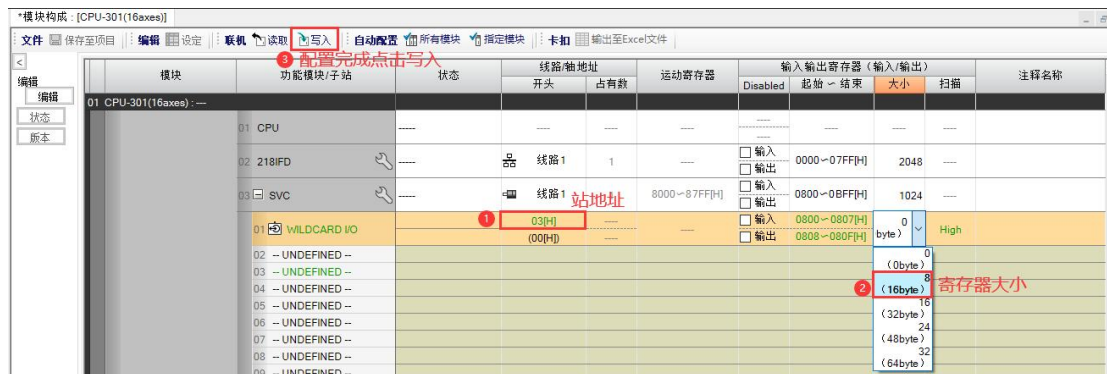 *模块构成 : [CPU-301(16axes)]
文件 保存至项目 编辑 设定 联机 读取 写入 自动配置 所有模块 指定模块 卡扣 输出至Excel文件
3 配置完成点击写入
<
编辑
编辑
状态
版本
模块 功能模块/子站 状态 线路/轴地址 运动寄存器 输入输出寄存器（输入/输出） 注释名称
开头 占有数 Disabled 起始 ~ 结束 大小 扫描
01 CPU-301(16axes) : ---
01 CPU ----- ---- ---- ---- ---- ---- ---- ----
02 218IFD ----- 线路1 1 ---- 输入 输出 0000~07FF[H] 2048 ----
03 SVC ----- 线路1 8000~87FF[H] 输入 输出 0800~0BFF[H] 1024 ----
站地址
01 WILDCARD I/O 1 03[H] ---- ---- 输入 0800~0807[H] 0 byte） High
(00[H]) ---- 输出 0808~080F[H]
02 -- UNDEFINED --
03 -- UNDEFINED --
04 -- UNDEFINED --
05 -- UNDEFINED --
06 -- UNDEFINED --
07 -- UNDEFINED --
08 -- UNDEFINED --
09 -- UNDEFINED --
0
（0byte）
8
2 （16byte） 寄存器大小
16
（32byte）
24
（48byte）
32
（64byte）